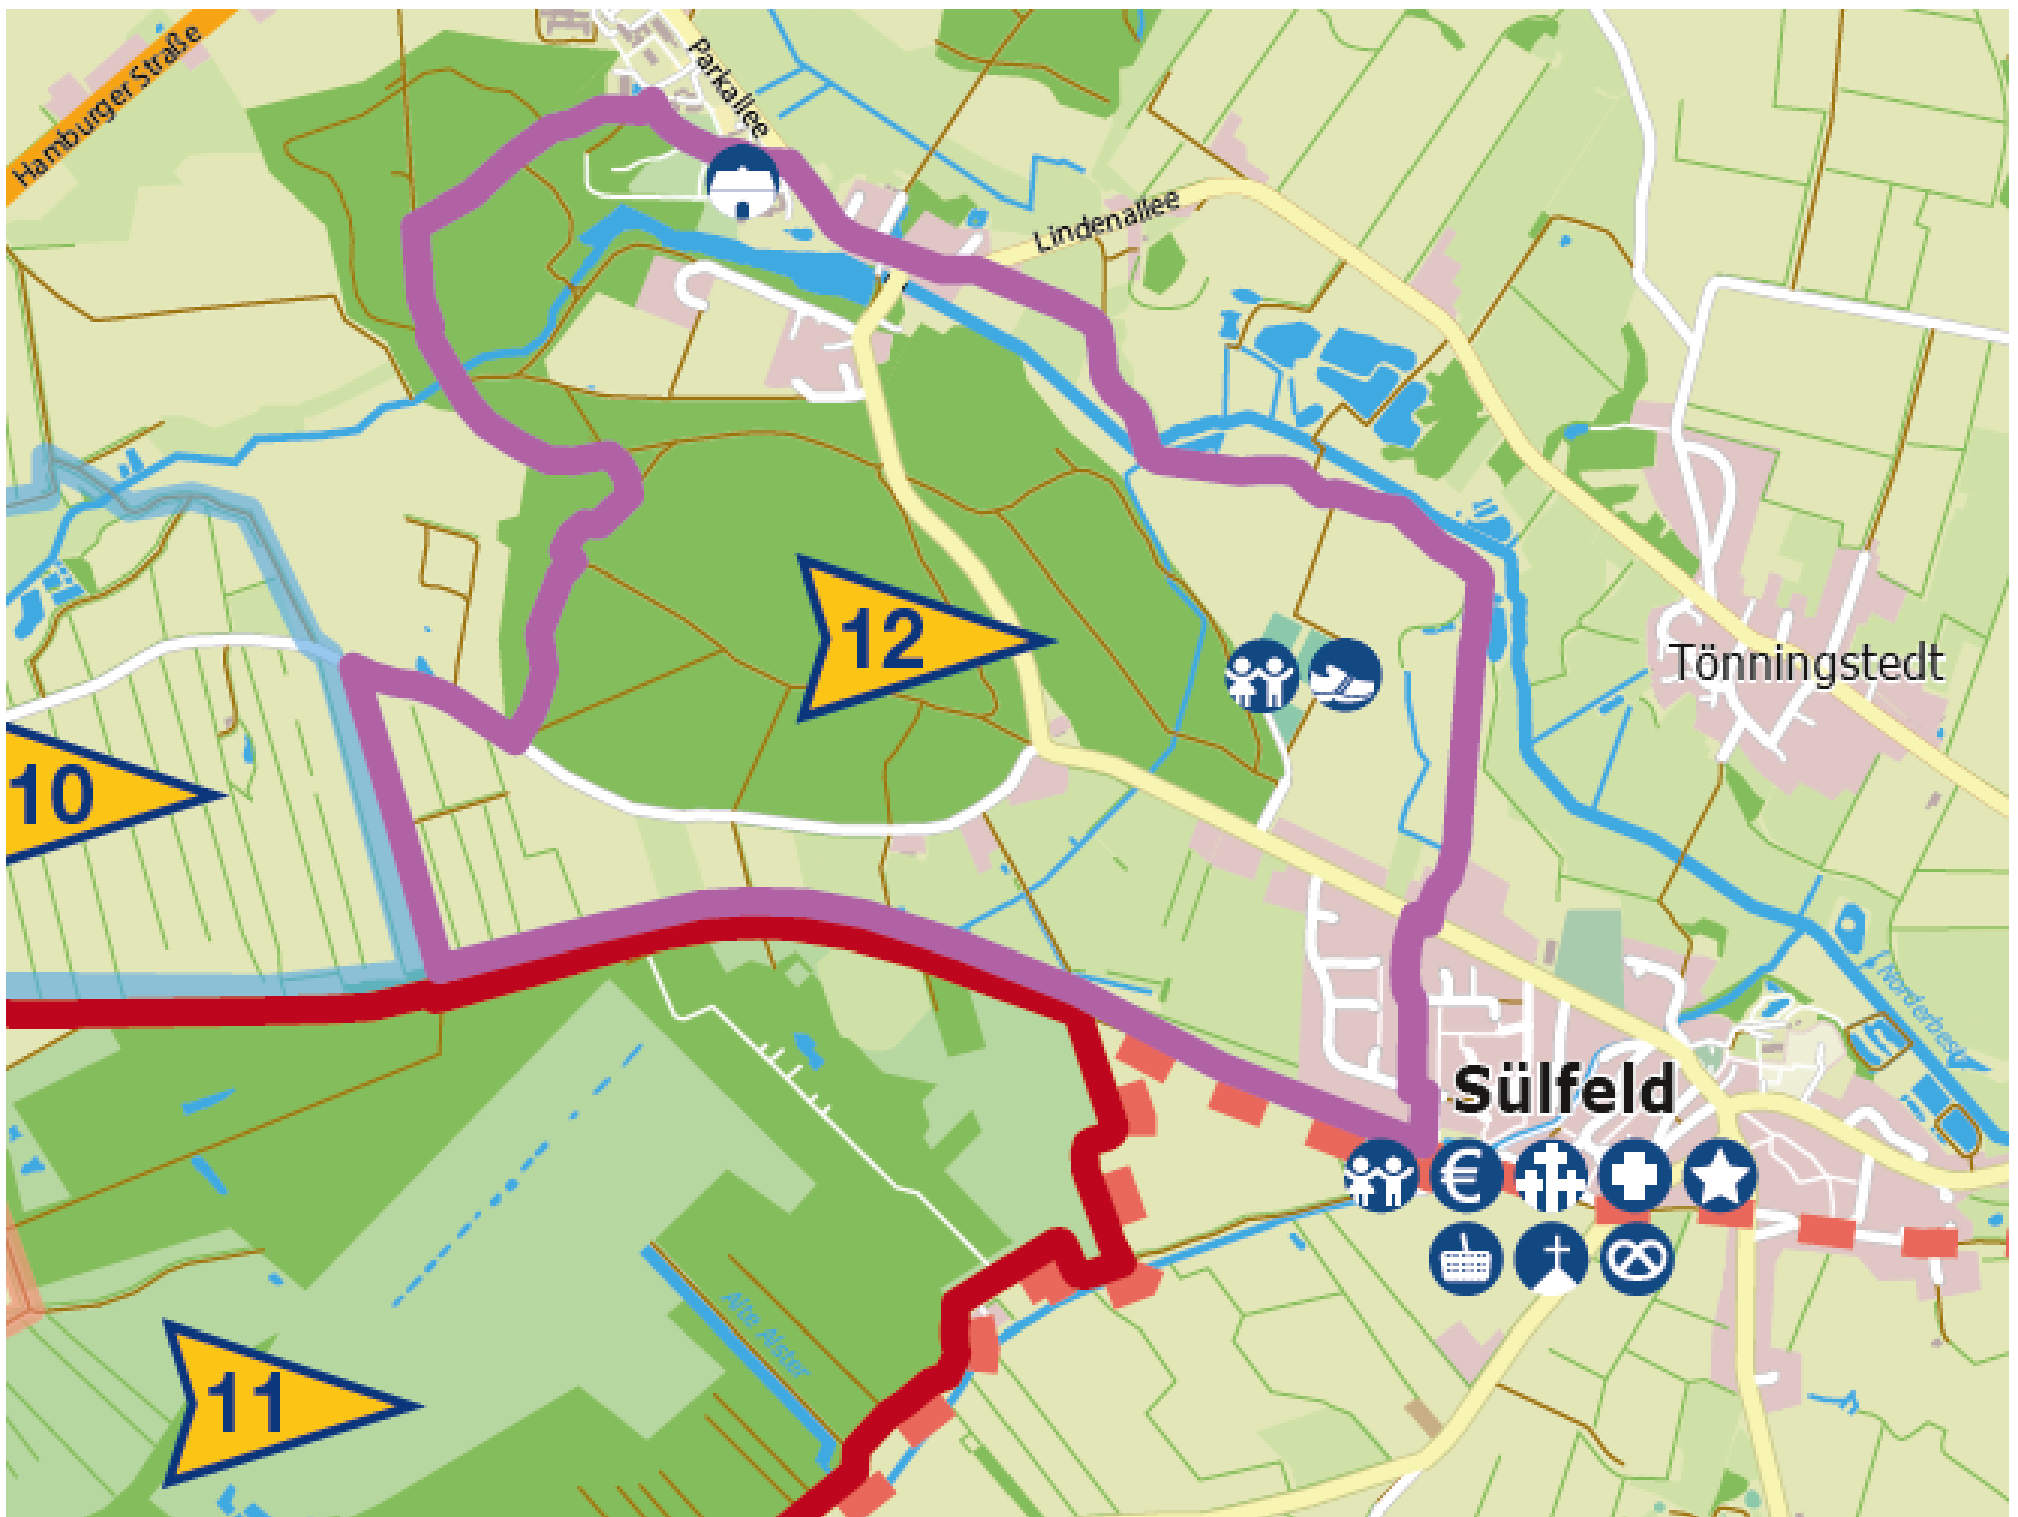 Hamburger Straße
Parkallee
Lindenallee
12
Tönningstedt
10
Norderbeste
Sülfeld
€
Alte Alster
11